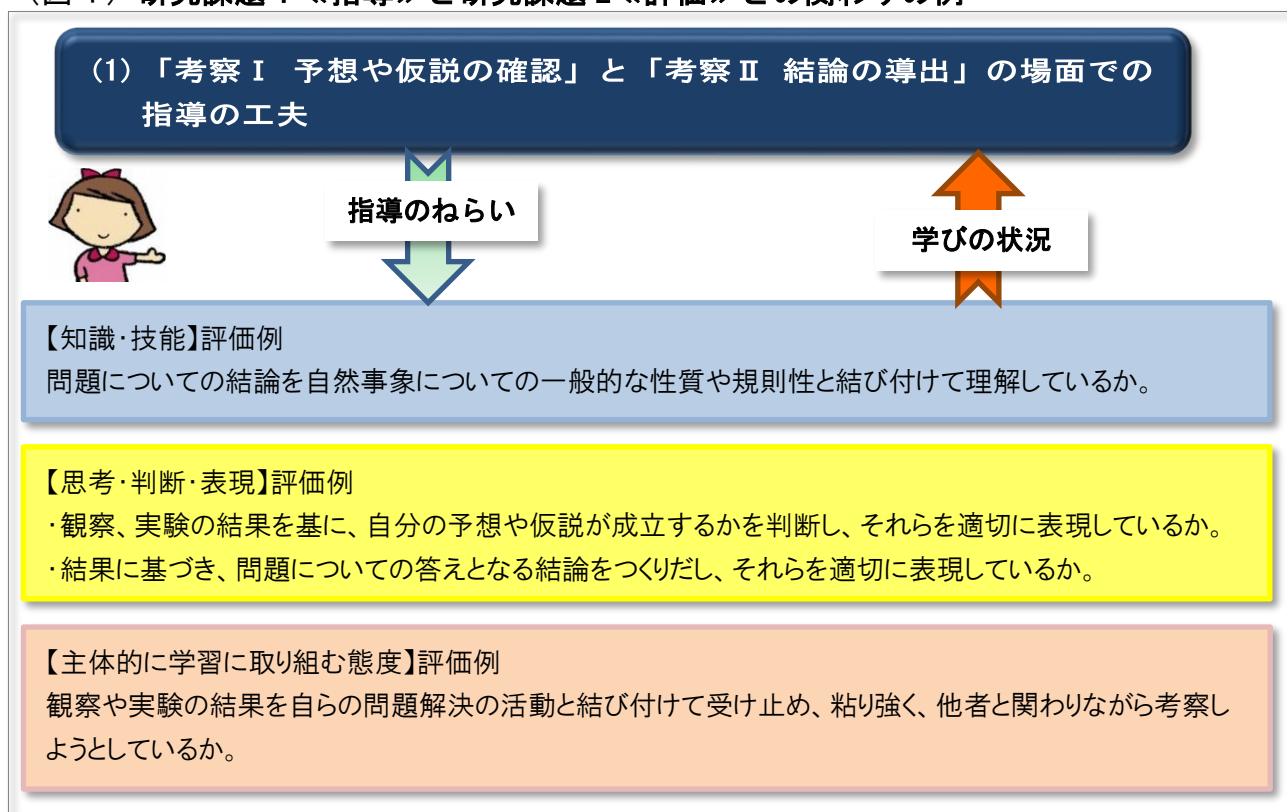 (1)「考察Ⅰ 予想や仮説の確認」と「考察Ⅱ 結論の導出」の場面での
指導の工夫
指導のねらい
学びの状況
【知識・技能】評価例
問題についての結論を自然事象についての一般的な性質や規則性と結び付けて理解しているか。
【思考・判断・表現】評価例
・観察、実験の結果を基に、自分の予想や仮説が成立するかを判断し、それらを適切に表現しているか。
・結果に基づき、問題についての答えとなる結論をつくりだし、それらを適切に表現しているか。
【主体的に学習に取り組む態度】評価例
観察や実験の結果を自らの問題解決の活動と結び付けて受け止め、粘り強く、他者と関わりながら考察し
ようとしているか。